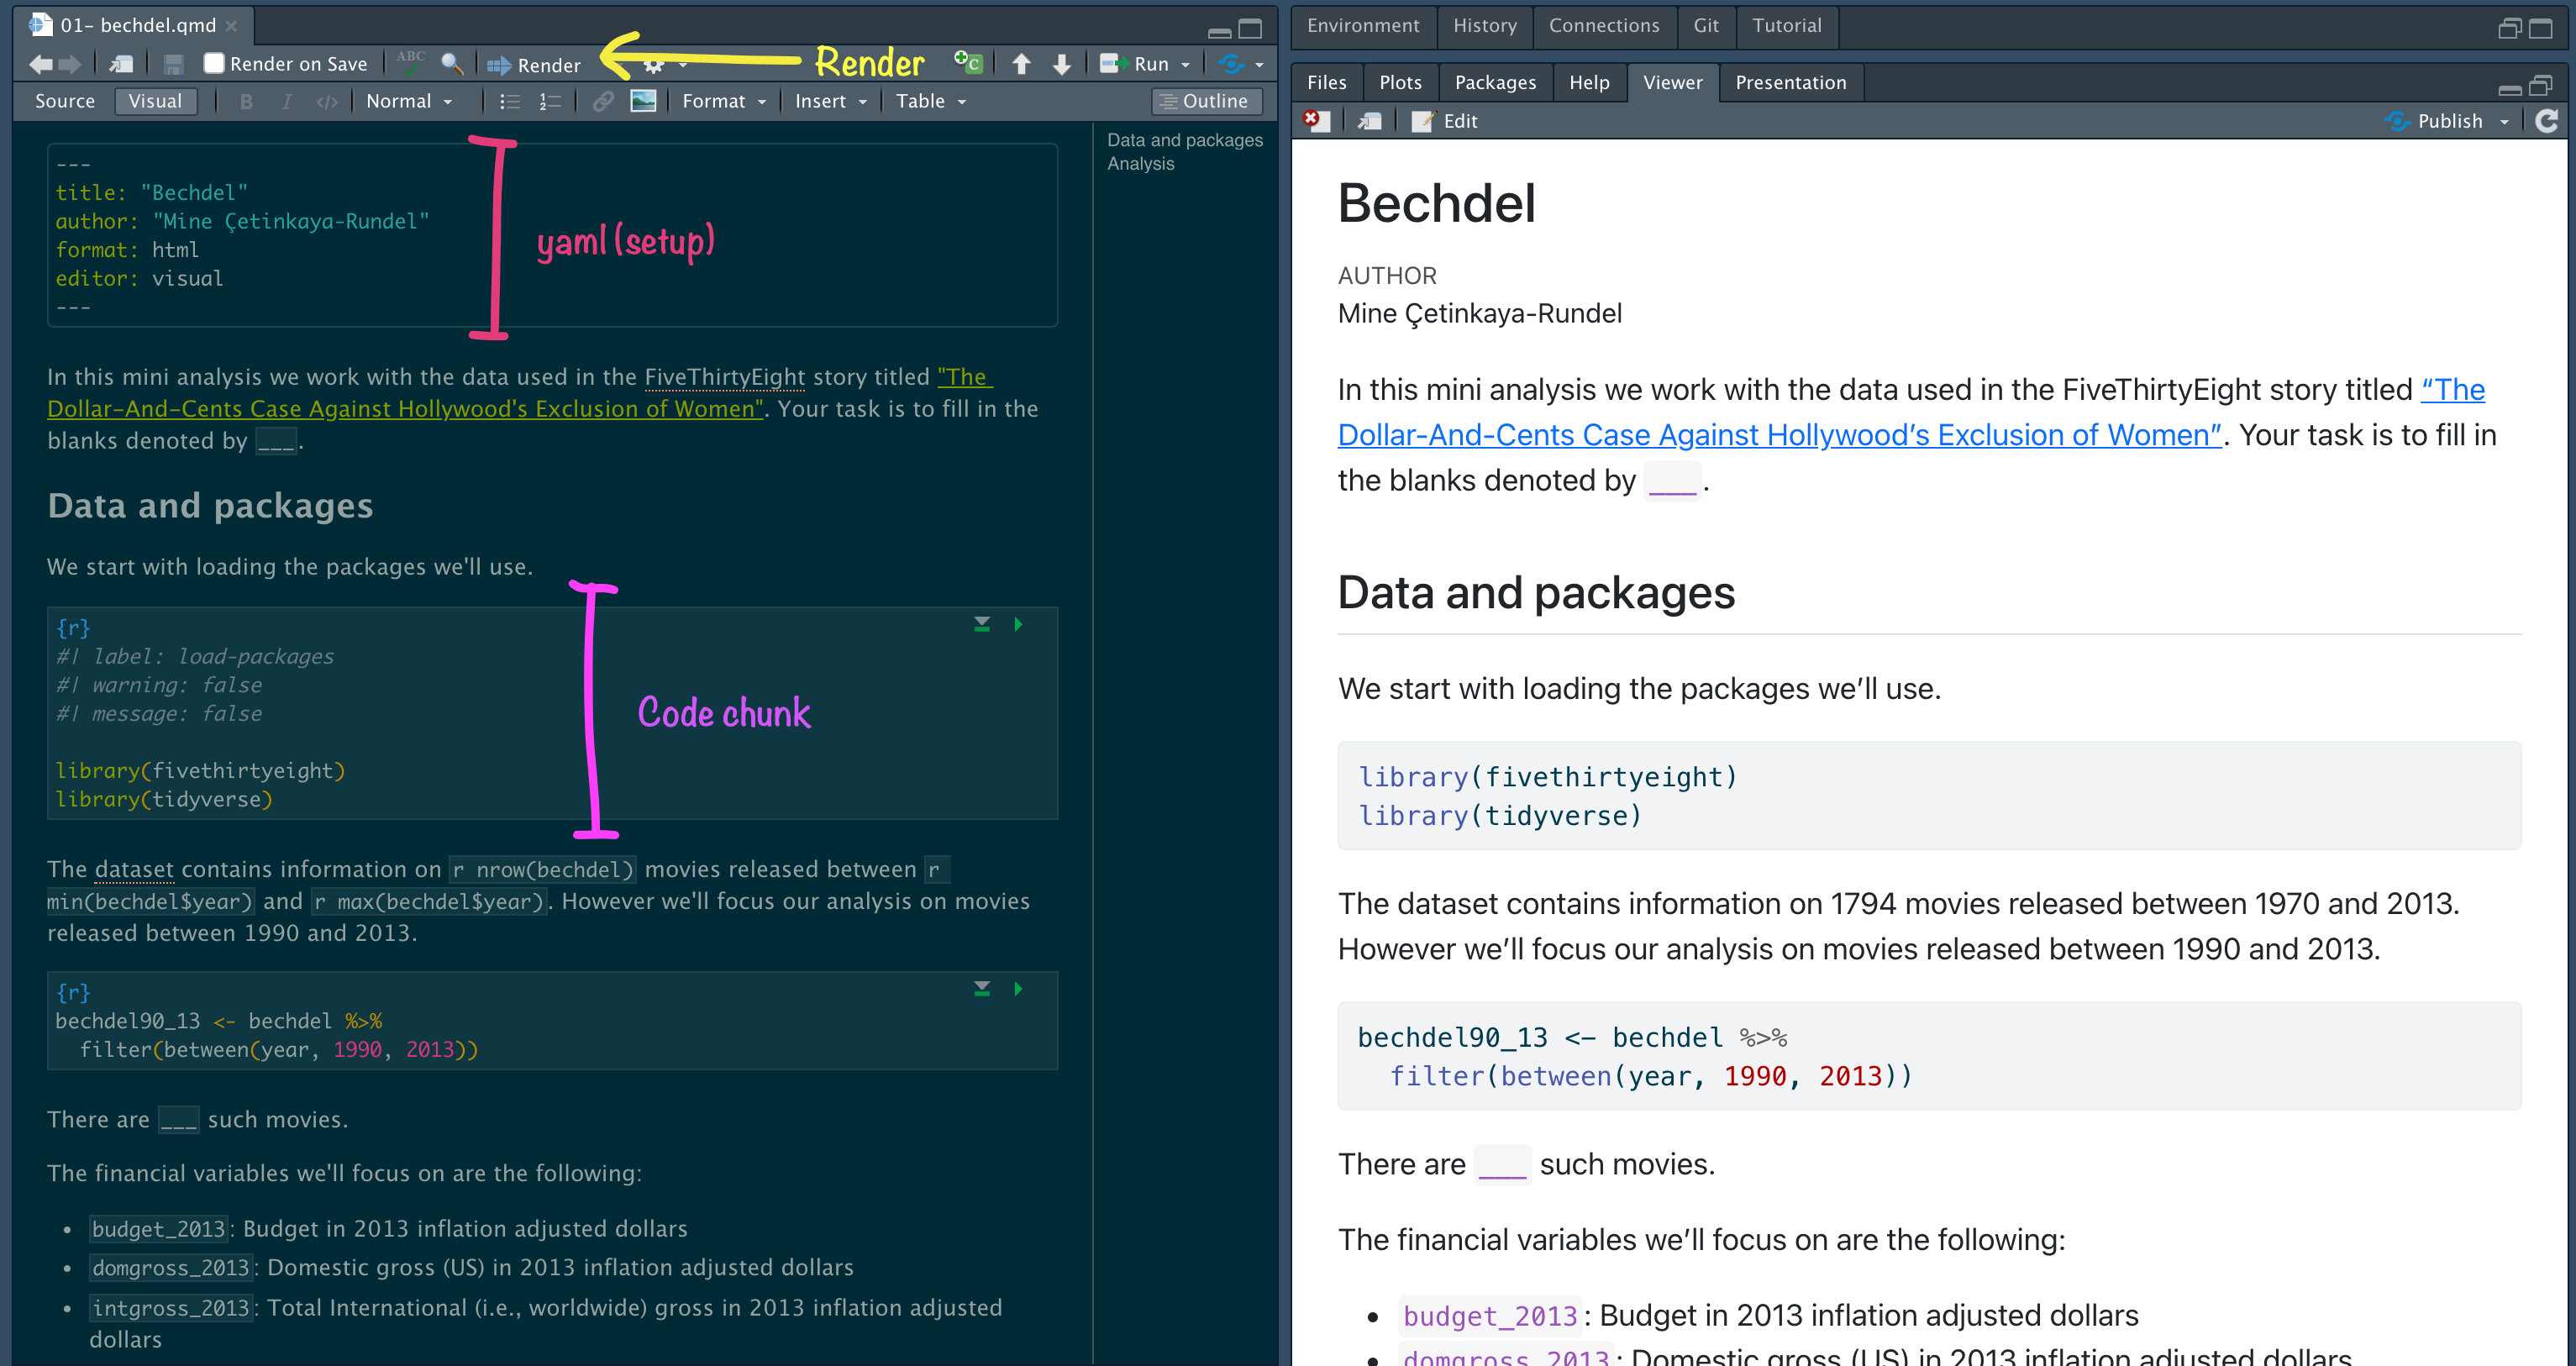 01- bechdel.qmd
Render on Save
ABC
Render
Render
C
Run
Source
Visual
B
I
</>
Normal
Format
Insert
Table
Outline
---
title: "Bechdel"
author: "Mine Çetinkaya-Rundel"
format: html
editor: visual
---
yaml (setup)
Data and packages
Analysis
In this mini analysis we work with the data used in the FiveThirtyEight story titled "The
Dollar-And-Cents Case Against Hollywood's Exclusion of Women". Your task is to fill in the
blanks denoted by ___.
Data and packages
We start with loading the packages we'll use.
{r}
#| label: load-packages
#| warning: false
#| message: false
library(fivethirtyeight)
library(tidyverse)
Code chunk
The dataset contains information on r nrow(bechdel) movies released between r
min(bechdel$year) and r max(bechdel$year). However we'll focus our analysis on movies
released between 1990 and 2013.
{r}
bechdel90_13 <- bechdel %>%
filter(between(year, 1990, 2013))
There are ___ such movies.
The financial variables we'll focus on are the following:
• budget_2013: Budget in 2013 inflation adjusted dollars
• domgross_2013: Domestic gross (US) in 2013 inflation adjusted dollars
• intgross_2013: Total International (i.e., worldwide) gross in 2013 inflation adjusted
dollars
Environment
History
Connections
Git
Tutorial
Files
Plots
Packages
Help
Viewer
Presentation
Edit
Publish
Bechdel
AUTHOR
Mine Çetinkaya-Rundel
In this mini analysis we work with the data used in the FiveThirtyEight story titled “The
Dollar-And-Cents Case Against Hollywood’s Exclusion of Women”. Your task is to fill in
the blanks denoted by ___.
Data and packages
We start with loading the packages we’ll use.
library(fivethirtyeight)
library(tidyverse)
The dataset contains information on 1794 movies released between 1970 and 2013.
However we’ll focus our analysis on movies released between 1990 and 2013.
bechdel90_13 <- bechdel %>%
filter(between(year, 1990, 2013))
There are ___ such movies.
The financial variables we’ll focus on are the following:
• budget_2013: Budget in 2013 inflation adjusted dollars
• domgross_2013: Domestic gross (US) in 2013 inflation adjusted dollars